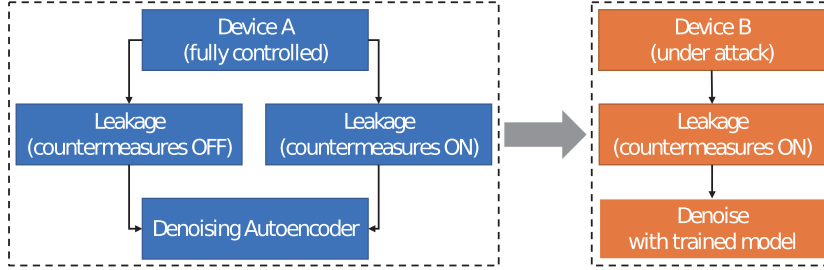 Device A
(fully controlled)
Leakage
(countermeasures OFF)
Leakage
(countermeasures ON)
Denoising Autoencoder
Device B
(under attack)
Leakage
(countermeasures ON)
Denoise
with trained model